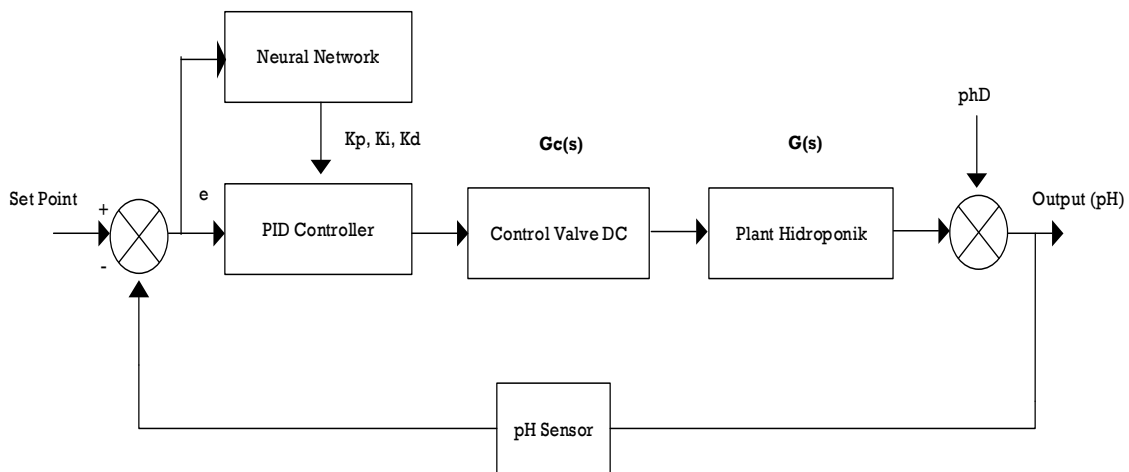 Neural Network
phD
Kp, Ki, Kd
Gc(s)
G(s)
Set Point
+
e
Output (pH)
PID Controller
Control Valve DC
Plant Hidroponik
-
pH Sensor